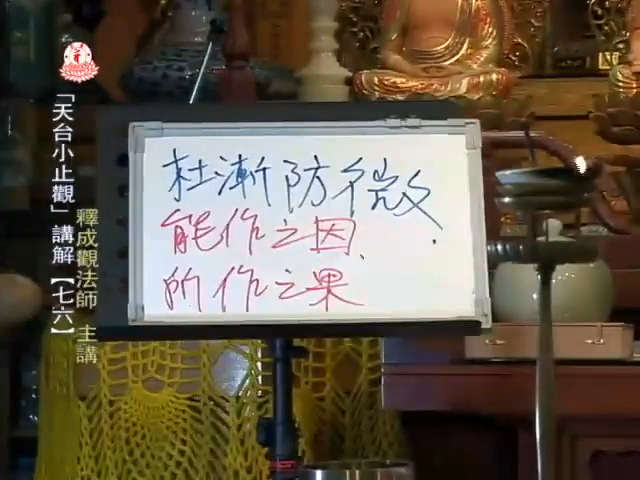 「天台小止觀」講解【七六】
釋成觀法師 主講
杜漸防微
能作之因、
所作之果